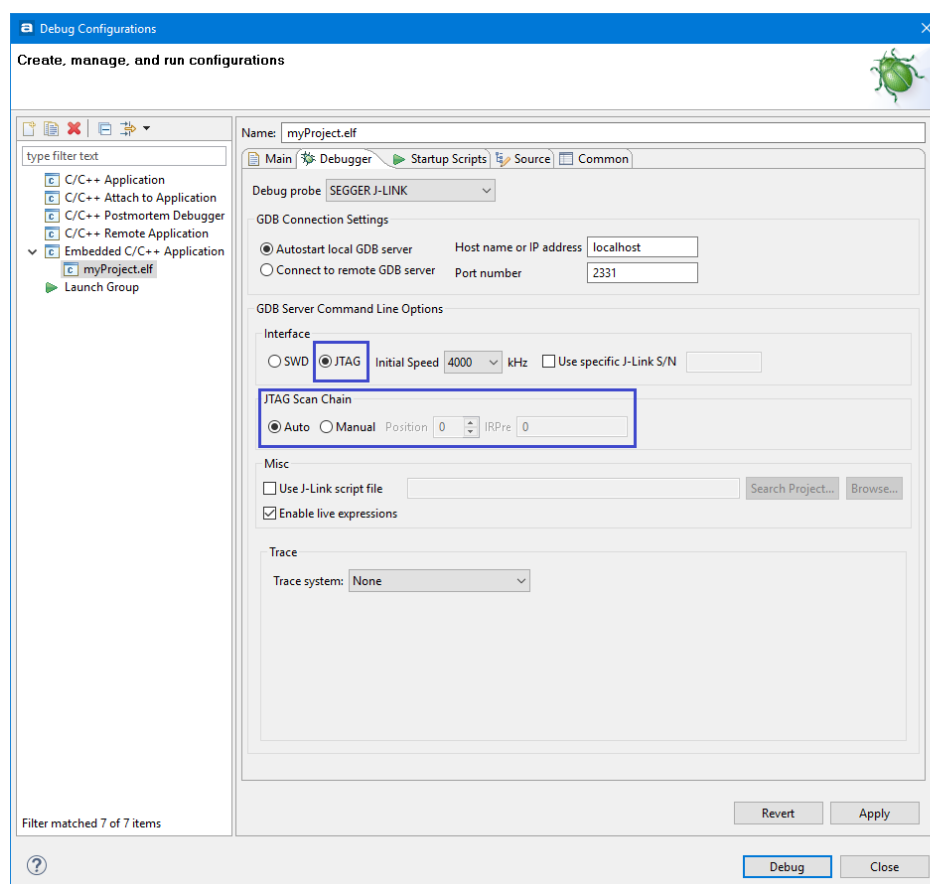 a Debug Configurations
Create, manage, and run configurations
Name: myProject.elf
type filter text
Main Debugger Startup Scripts Source Common
c C/C++ Application
c C/C++ Attach to Application
c C/C++ Postmortem Debugger
c C/C++ Remote Application
c Embedded C/C++ Application
c myProject.elf
Launch Group
Debug probe SEGGER J-LINK
GDB Connection Settings
Autostart local GDB server Host name or IP address localhost
Connect to remote GDB server Port number 2331
GDB Server Command Line Options
Interface
SWD JTAG Initial Speed 4000 kHz Use specific J-Link S/N
JTAG Scan Chain
Auto Manual Position 0 IRPre 0
Misc
Use J-Link script file Search Project... Browse...
Enable live expressions
Trace
Trace system: None
Revert Apply
Filter matched 7 of 7 items
? Debug Close